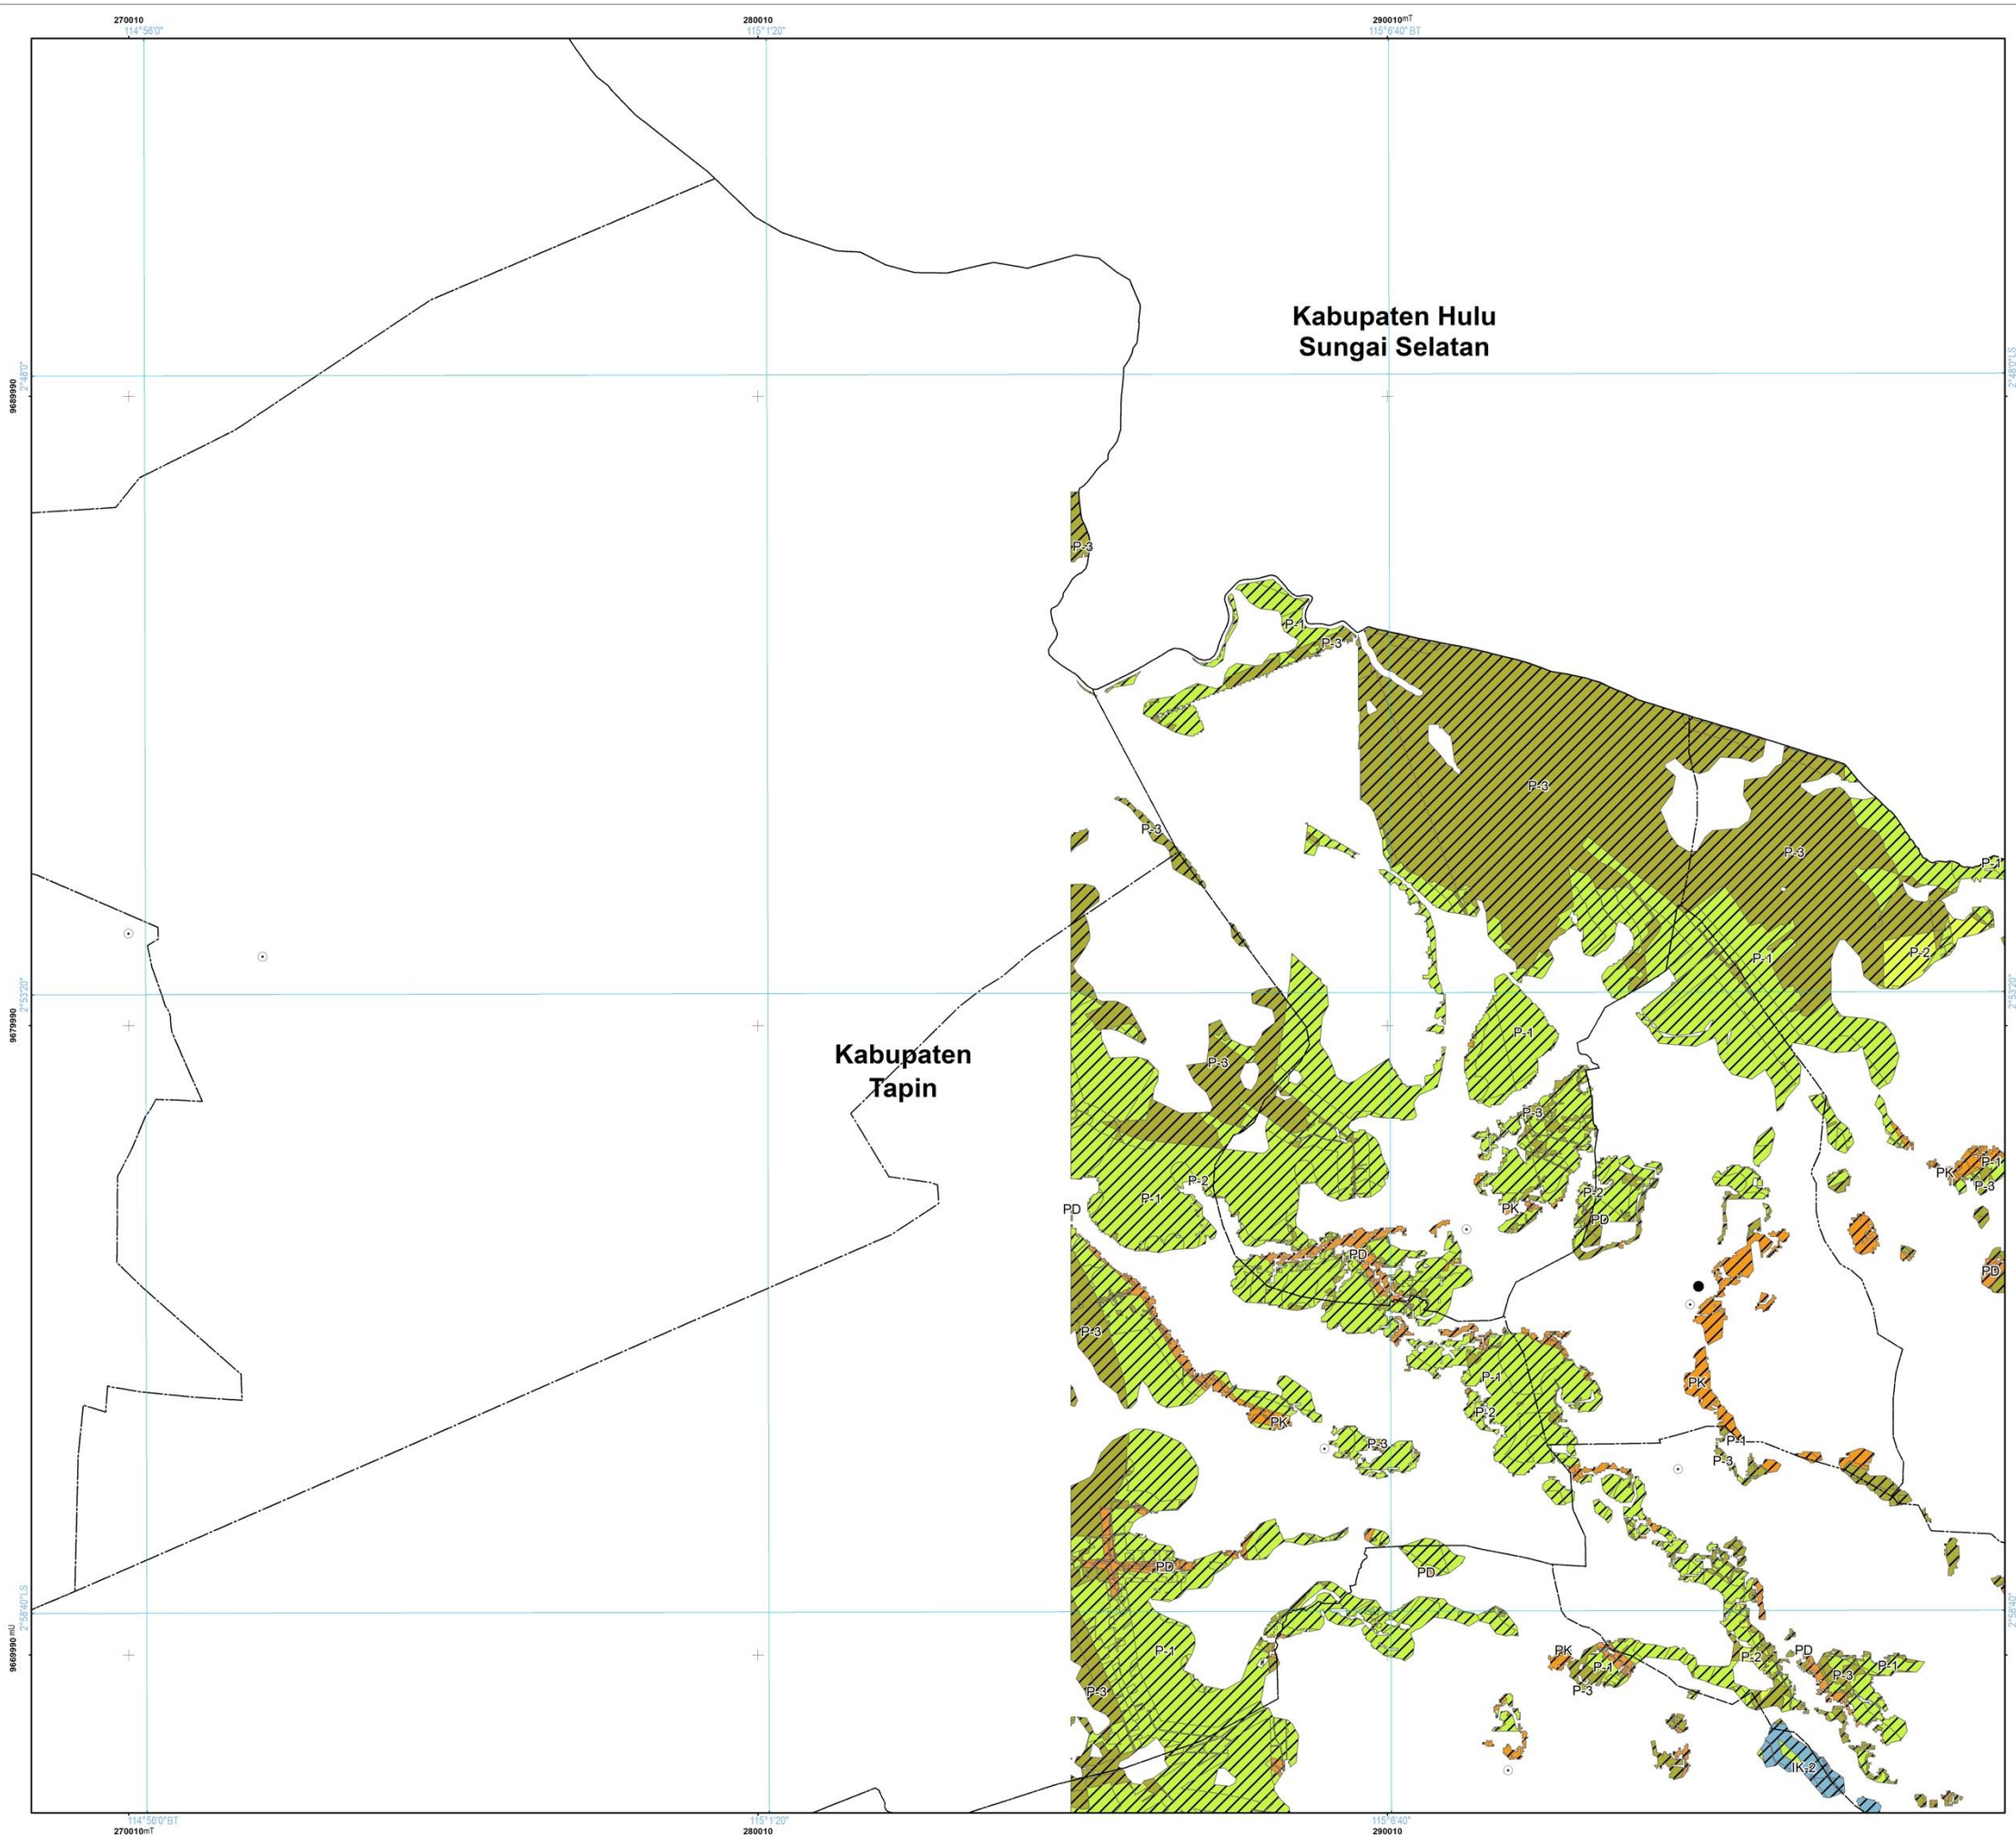 270010
280010
290010mT
114°56'0"
115°1'20"
115°6'40" BT
Kabupaten Hulu
Sungai Selatan
2°48'0"
2°48'0"LS
9689990
P-3
P-1
P-3
P-3
P-3
P-3
P-1
P-1
P-2
2°53'20"
2°53'20"
9679990
P-1
Kabupaten
Tapin
P-3
P-3
P-1
PK
P-3
P-2
P-1
P-2
PD
PK
PD
PD
PD
P-3
P-1
PK
P-2
PK
P-3
P-1
P-3
PD
PD
2°58'40"LS
2°58'40"
9669990 mU
P-1
PK
P-1
P-3
P-2
PD
P-3
P-1
P-3
IK-2
114°56'0"BT
115°1'20"
115°6'40"
270010mT
280010
290010